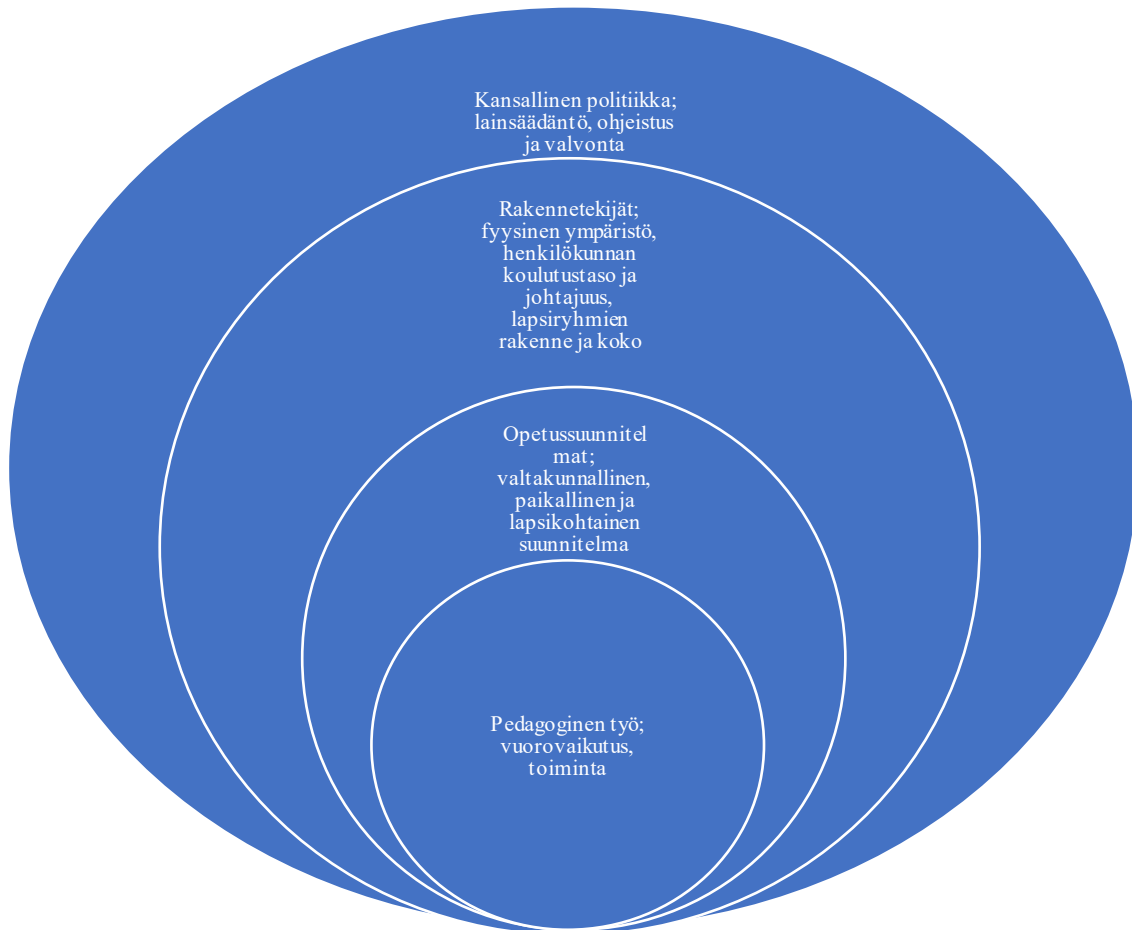 Kansallinen politiikka;
lainsäädäntö, ohjeistus
ja valvonta
Rakennetekijät;
fyysinen ympäristö,
henkilökunnan
koulutustaso ja
johtajuus,
lapsiryhmien
rakenne ja koko
Opetussuunnitel
mat;
valtakunnallinen,
paikallinen ja
lapsikohtainen
suunnitelma
Pedagoginen työ;
vuorovaikutus,
toiminta